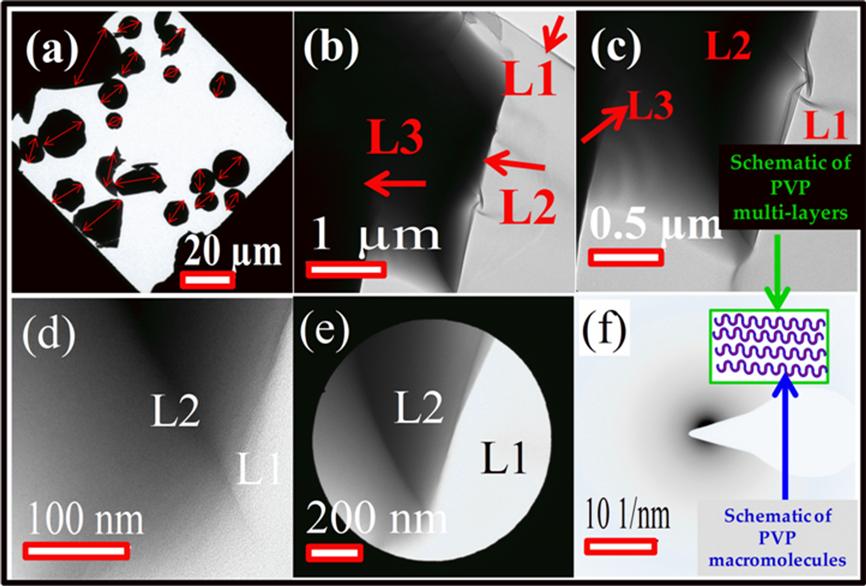 (a)
20 µm
(b)
L1
L3
L2
1 µm
(c)
L2
L3
L1
0.5 µm
Schematic of
PVP
multi-layers
(d)
L2
L1
100 nm
(e)
L2
L1
200 nm
(f)
10 1/nm
Schematic of
PVP
macromolecules